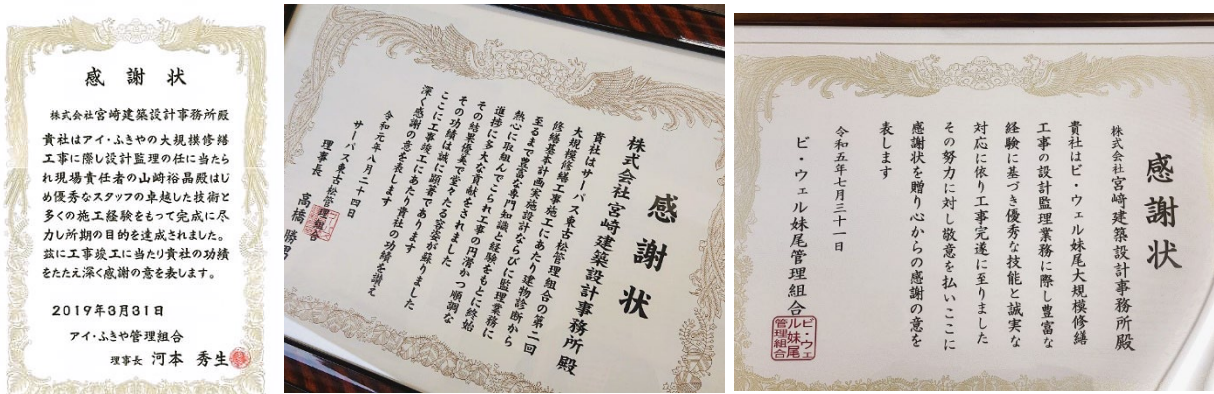 感謝状
株式会社宮﨑建築設計事務所殿
貴社はアイ・ふきやの大規模修繕
工事に際し設計監理の任に当たら
れ現場責任者の山﨑裕晶殿はじ
め優秀なスタッフの卓越した技術と
多くの施工経験をもって完成に尽
力し所期の目的を達成されました。
茲に工事竣工に当たり貴社の功績
をたたえ深く感謝の意を表します。
2019年3月31日
アイ・ふきや管理組合
理事長 河本 秀生
感謝状
株式会社 宮﨑建築設計事務所 殿
貴社はサーパス東古松管理組合の第二回
大規模修繕工事施工にあたり建物診断から
修繕基本計画実施設計ならびに監理業務に
至るまで豊富な専門知識と経験をもとに終始
熱心に取組んでこられ工事の円滑かつ順調な
進捗に多大な貢献をされました
その結果優美で堂々たる容姿が蘇りました
その功績は誠に顕著であります
ここに工事竣工にあたり貴社の功績を讃え
深く感謝の意を表します
令和元年八月二十四日
サーパス東古松管理組合
理事長 高橋 勝
感謝状
株式会社 宮﨑建築設計事務所殿
貴社はビ・ウェル妹尾大規模修繕
工事の設計監理業務に際し豊富な
経験に基づき優秀な技能と誠実な
対応に依り工事完遂に至りました
その努力に対し敬意を払いここに
感謝状を贈り心からの感謝の意を
表します
令和五年七月三十一日
ビ・ウェル妹尾管理組合
ビ・ウェ
ル妹尾
管理組合